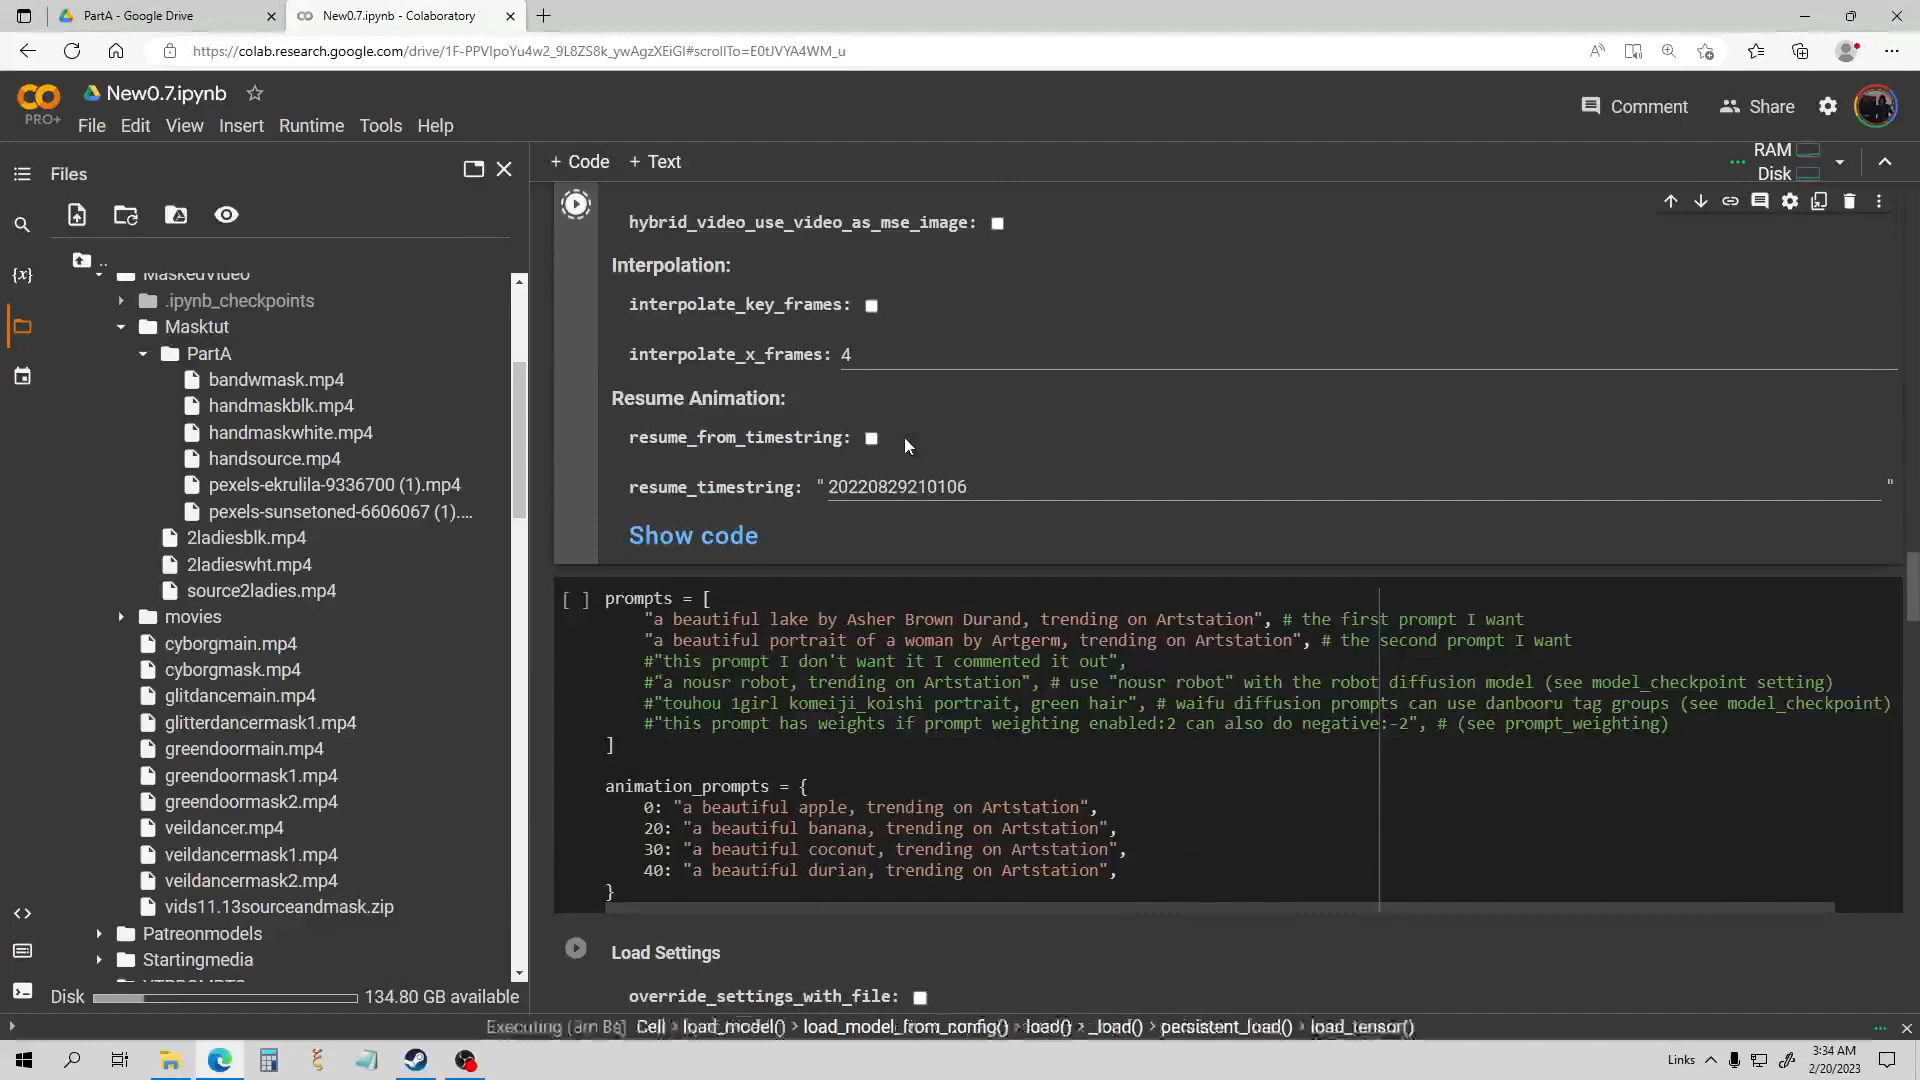 PartA - Google Drive
New0.7.ipynb - Colaboratory
https://colab.research.google.com/drive/1F-PPVIpoYu4w2_9L8ZS8k_ywAgzXEiGI#scrollTo=E0tJVYA4WM_u
CO
PRO+
New0.7.ipynb
File Edit View Insert Runtime Tools Help
Comment
Share
Files
+ Code + Text
RAM
Disk
..
MaskedVideo
.ipynb_checkpoints
Masktut
PartA
bandwmask.mp4
handmaskblk.mp4
handmaskwhite.mp4
handsource.mp4
pexels-ekrulila-9336700 (1).mp4
pexels-sunsetoned-6606067 (1)....
2ladiesblk.mp4
2ladieswht.mp4
source2ladies.mp4
movies
cyborgmain.mp4
cyborgmask.mp4
glitdancemain.mp4
glitterdancermask1.mp4
greendoormain.mp4
greendoormask1.mp4
greendoormask2.mp4
veildancer.mp4
veildancermask1.mp4
veildancermask2.mp4
vids11.13sourceandmask.zip
Patreonmodels
Startingmedia
Disk
134.80 GB available
{x}
hybrid_video_use_video_as_mse_image:
Interpolation:
interpolate_key_frames:
interpolate_x_frames: 4
Resume Animation:
resume_from_timestring:
resume_timestring: " 20220829210106 "
Show code
[ ] prompts = [
"a beautiful lake by Asher Brown Durand, trending on Artstation", # the first prompt I want
"a beautiful portrait of a woman by Artgerm, trending on Artstation", # the second prompt I want
#"this prompt I don't want it I commented it out",
#"a nousr robot, trending on Artstation", # use "nousr robot" with the robot diffusion model (see model_checkpoint setting)
#"touhou 1girl komeiji_koishi portrait, green hair", # waifu diffusion prompts can use danbooru tag groups (see model_checkpoint)
#"this prompt has weights if prompt weighting enabled:2 can also do negative:-2", # (see prompt_weighting)
]
animation_prompts = {
0: "a beautiful apple, trending on Artstation",
20: "a beautiful banana, trending on Artstation",
30: "a beautiful coconut, trending on Artstation",
40: "a beautiful durian, trending on Artstation",
}
Load Settings
override_settings_with_file:
Executing Cell > load_model() > load_model_from_config() > load() > _load() > persistent_load() > load_tensor()
Links
3:34 AM
2/20/2023